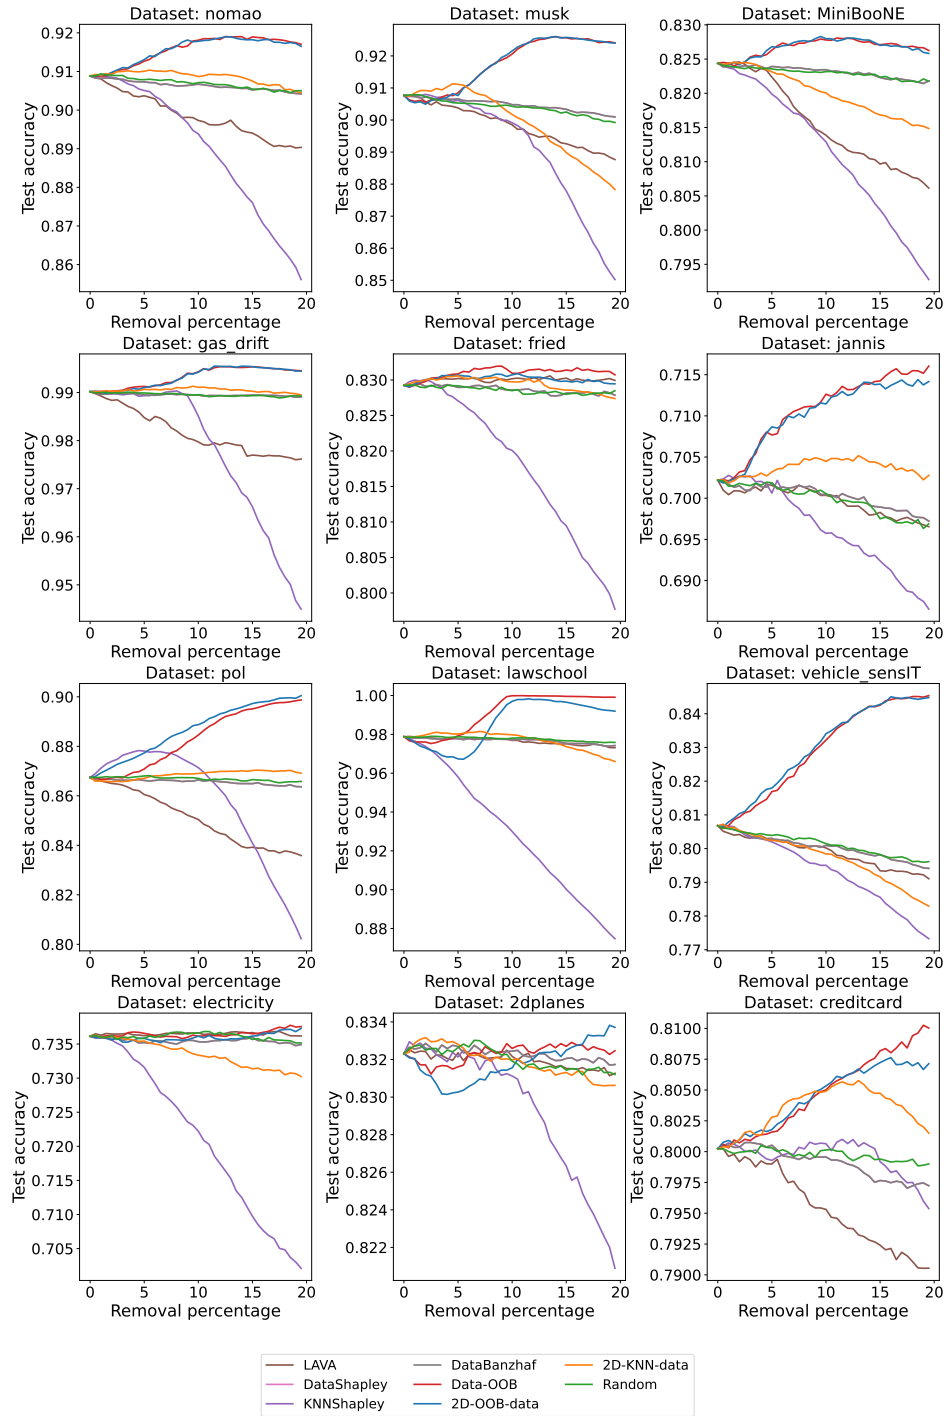 Dataset: nomao
Test accuracy
0.92
0.91
0.90
0.89
0.88
0.87
0.86
0 5 10 15 20
Removal percentage
Dataset: musk
Test accuracy
0.92
0.91
0.90
0.89
0.88
0.87
0.86
0.85
0 5 10 15 20
Removal percentage
Dataset: MiniBooNE
Test accuracy
0.830
0.825
0.820
0.815
0.810
0.805
0.800
0.795
0 5 10 15 20
Removal percentage
Dataset: gas_drift
Test accuracy
0.99
0.98
0.97
0.96
0.95
0 5 10 15 20
Removal percentage
Dataset: fried
Test accuracy
0.830
0.825
0.820
0.815
0.810
0.805
0.800
0 5 10 15 20
Removal percentage
Dataset: jannis
Test accuracy
0.715
0.710
0.705
0.700
0.695
0.690
0 5 10 15 20
Removal percentage
Dataset: pol
Test accuracy
0.90
0.88
0.86
0.84
0.82
0.80
0 5 10 15 20
Removal percentage
Dataset: lawschool
Test accuracy
1.00
0.98
0.96
0.94
0.92
0.90
0.88
0 5 10 15 20
Removal percentage
Dataset: vehicle_sensIT
Test accuracy
0.84
0.83
0.82
0.81
0.80
0.79
0.78
0.77
0 5 10 15 20
Removal percentage
Dataset: electricity
Test accuracy
0.735
0.730
0.725
0.720
0.715
0.710
0.705
0 5 10 15 20
Removal percentage
Dataset: 2dplanes
Test accuracy
0.834
0.832
0.830
0.828
0.826
0.824
0.822
0 5 10 15 20
Removal percentage
Dataset: creditcard
Test accuracy
0.8100
0.8075
0.8050
0.8025
0.8000
0.7975
0.7950
0.7925
0.7900
0 5 10 15 20
Removal percentage
LAVA
DataShapley
KNNShapley
DataBanzhaf
Data-OOB
2D-OOB-data
2D-KNN-data
Random